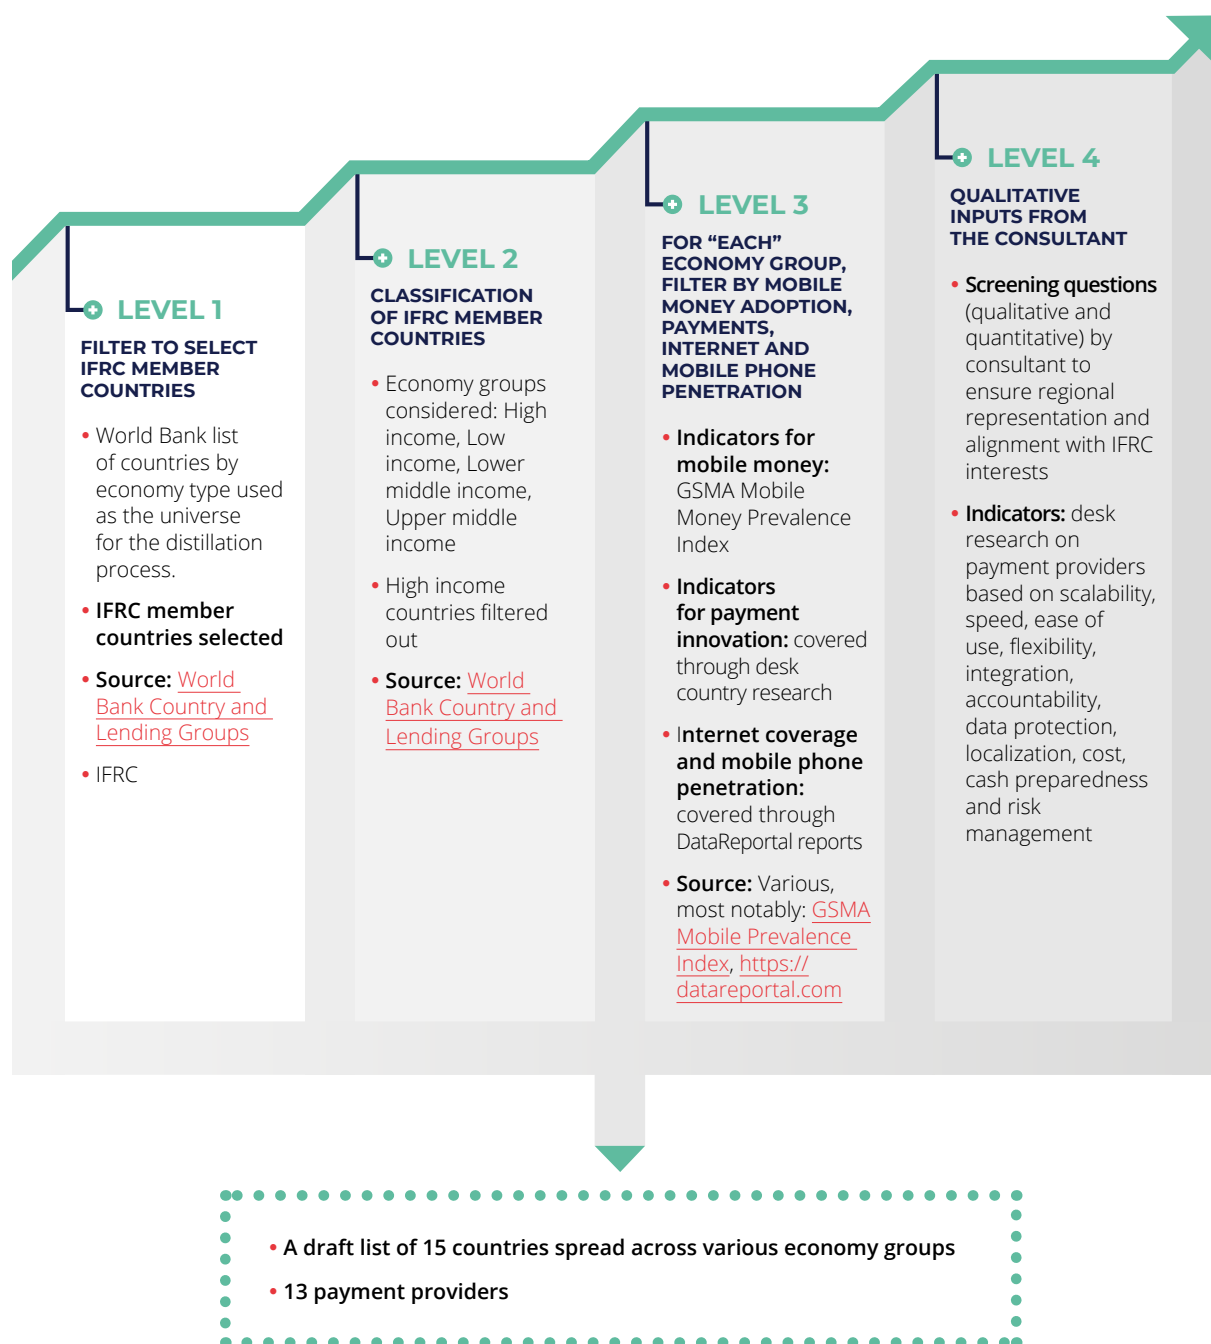 LEVEL 1
FILTER TO SELECT
IFRC MEMBER
COUNTRIES
• World Bank list
of countries by
economy type used
as the universe
for the distillation
process.
• IFRC member
countries selected
• Source: World
Bank Country and
Lending Groups
• IFRC
LEVEL 2
CLASSIFICATION
OF IFRC MEMBER
COUNTRIES
• Economy groups
considered: High
income, Low
income, Lower
middle income,
Upper middle
income
• High income
countries filtered
out
• Source: World
Bank Country and
Lending Groups
LEVEL 3
FOR “EACH”
ECONOMY GROUP,
FILTER BY MOBILE
MONEY ADOPTION,
PAYMENTS,
INTERNET AND
MOBILE PHONE
PENETRATION
• Indicators for
mobile money:
GSMA Mobile
Money Prevalence
Index
• Indicators
for payment
innovation: covered
through desk
country research
• Internet coverage
and mobile phone
penetration:
covered through
DataReportal reports
• Source: Various,
most notably: GSMA
Mobile Prevalence
Index, https://
datareportal.com
LEVEL 4
QUALITATIVE
INPUTS FROM
THE CONSULTANT
• Screening questions
(qualitative and
quantitative) by
consultant to
ensure regional
representation and
alignment with IFRC
interests
• Indicators: desk
research on
payment providers
based on scalability,
speed, ease of
use, flexibility,
integration,
accountability,
data protection,
localization, cost,
cash preparedness
and risk
management
• A draft list of 15 countries spread across various economy groups
• 13 payment providers